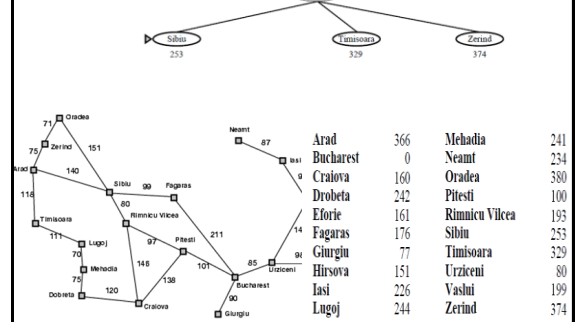 Sibiu Timisoara Zerind
253 329 374
Oradea
71
Neamt
Zerind
151
87
75
Arad
140
Iasi
Arad 366 Mehadia 241
Bucharest 0 Neamt 234
Craiova 160 Oradea 380
Drobeta 242 Pitesti 100
Eforie 161 Rimnicu Vilcea 193
Fagaras 176 Sibiu 253
Giurgiu 77 Timisoara 329
Hirsova 151 Urziceni 80
Iasi 226 Vaslui 199
Lugoj 244 Zerind 374
Sibiu
99
Fagaras
118
80
Timisoara
Rimnicu Vilcea
111
Lugoj
97
Pitesti
211
70
Mehadia
146
101
85
Urziceni
75
138
Bucharest
Dobreta
120
90
Craiova
Giurgiu